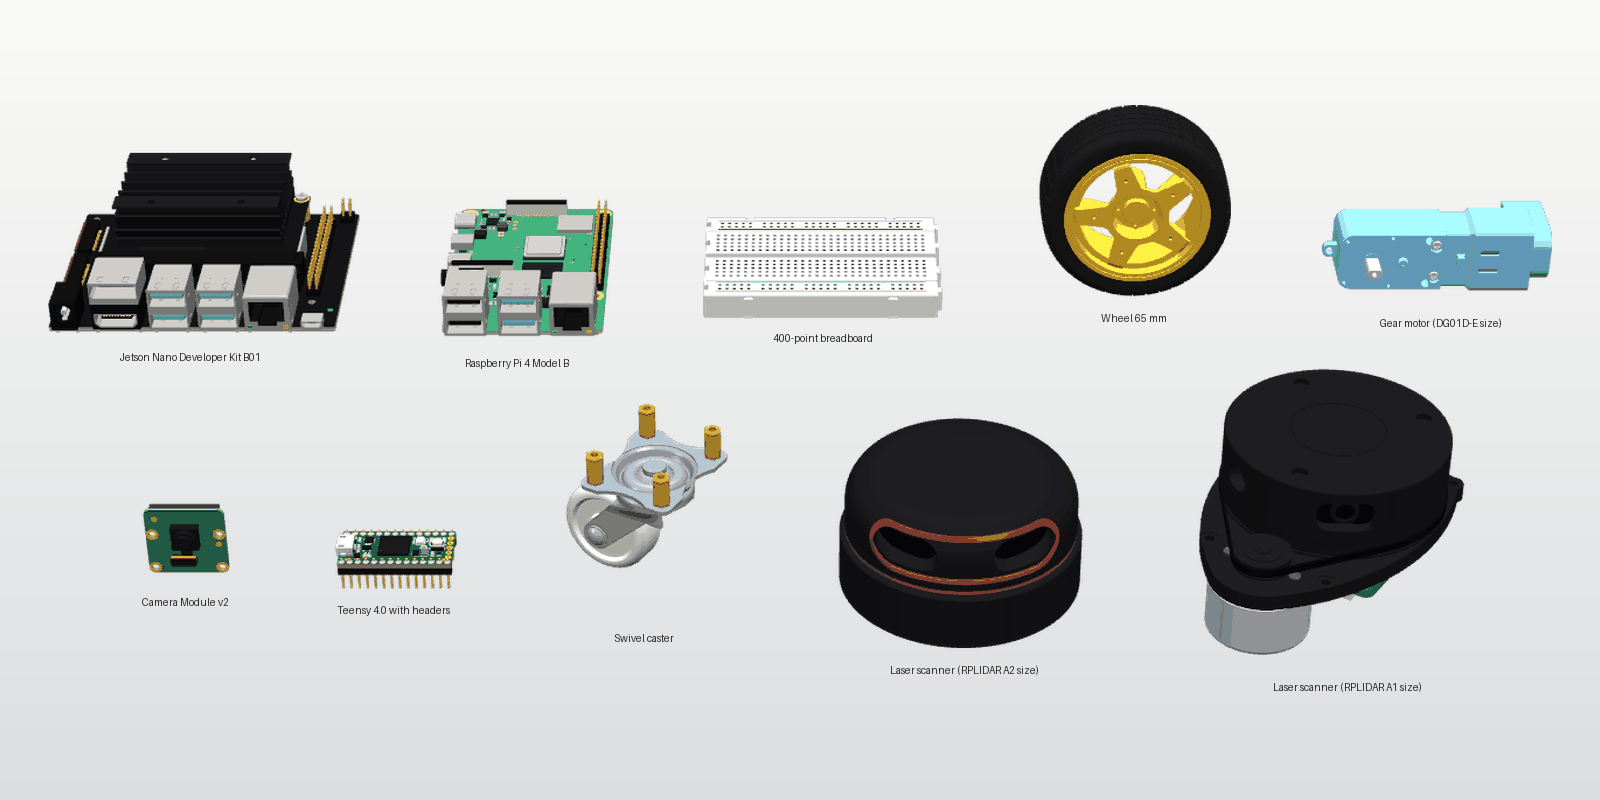 Wheel 65 mm
Gear motor (DG01D-E size)
400-point breadboard
Jetson Nano Developer Kit B01
Raspberry Pi 4 Model B
Camera Module v2
Teensy 4.0 with headers
Swivel caster
Laser scanner (RPLIDAR A2 size)
Laser scanner (RPLIDAR A1 size)